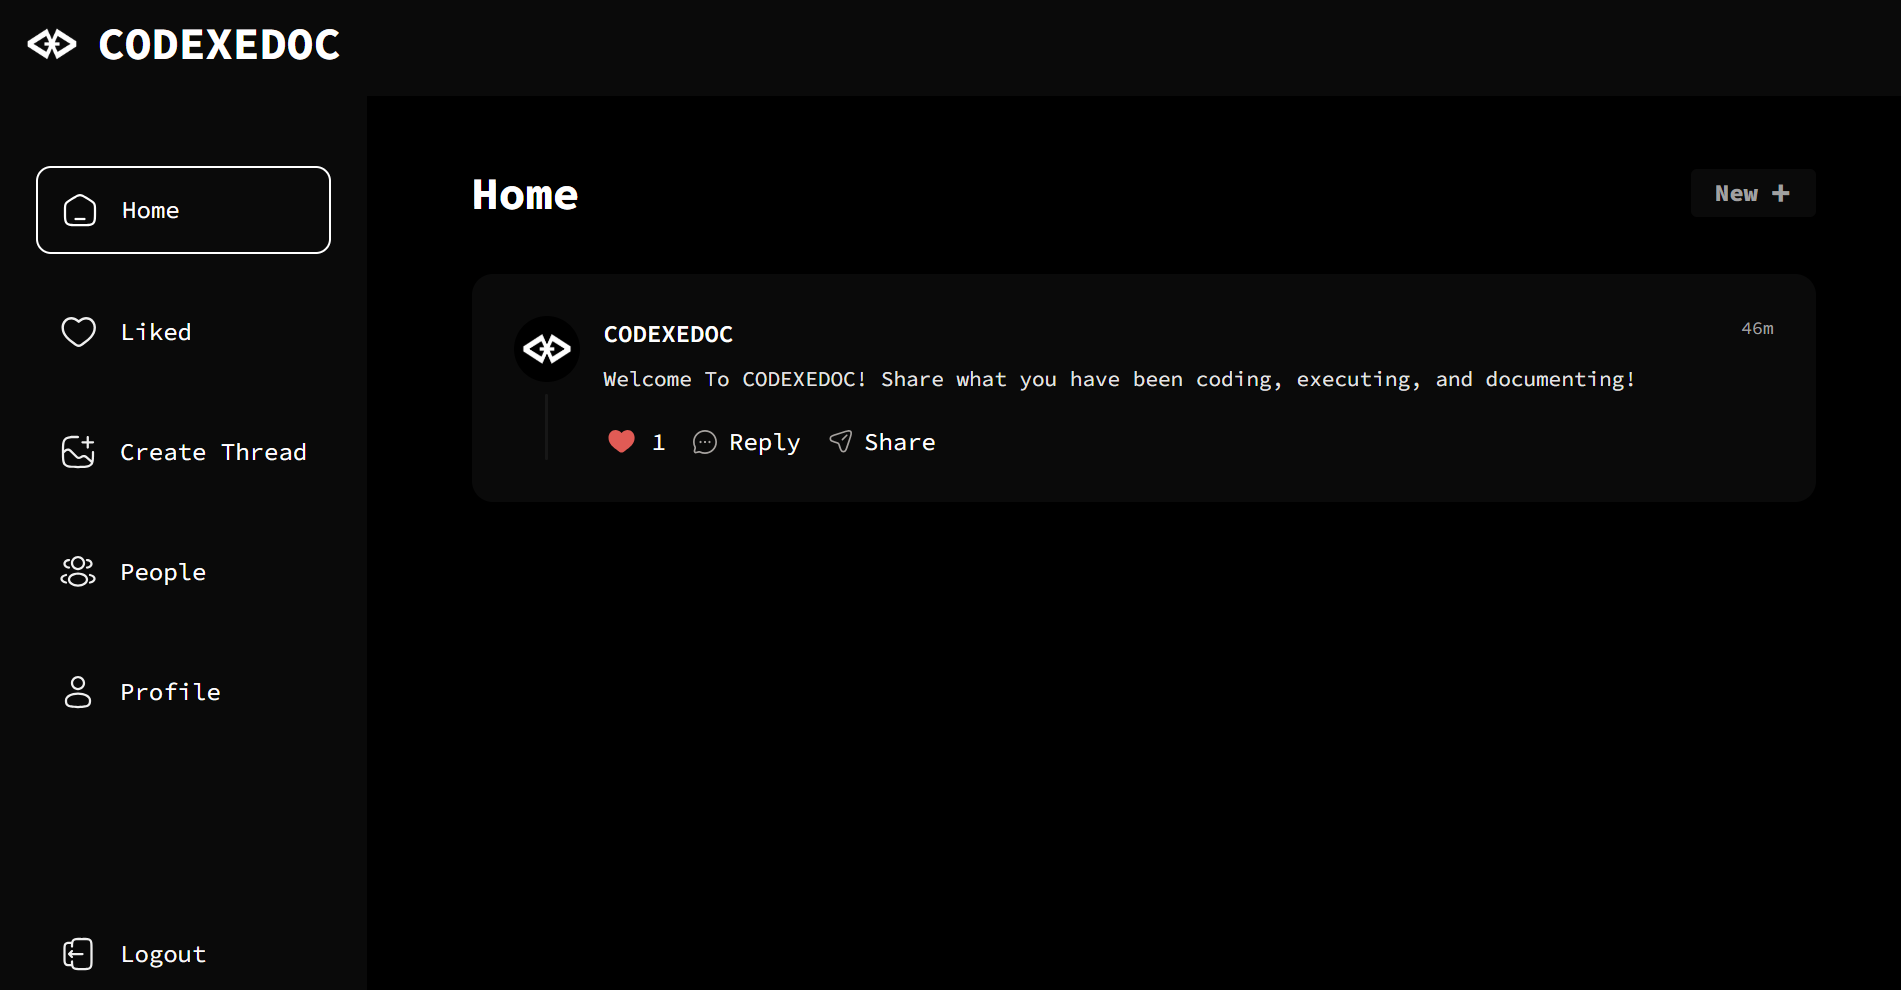 CODEXEDOC
Home
Liked
Create Thread
People
Profile
Logout
Home
New +
CODEXEDOC
46m
Welcome To CODEXEDOC! Share what you have been coding, executing, and documenting!
1 Reply Share